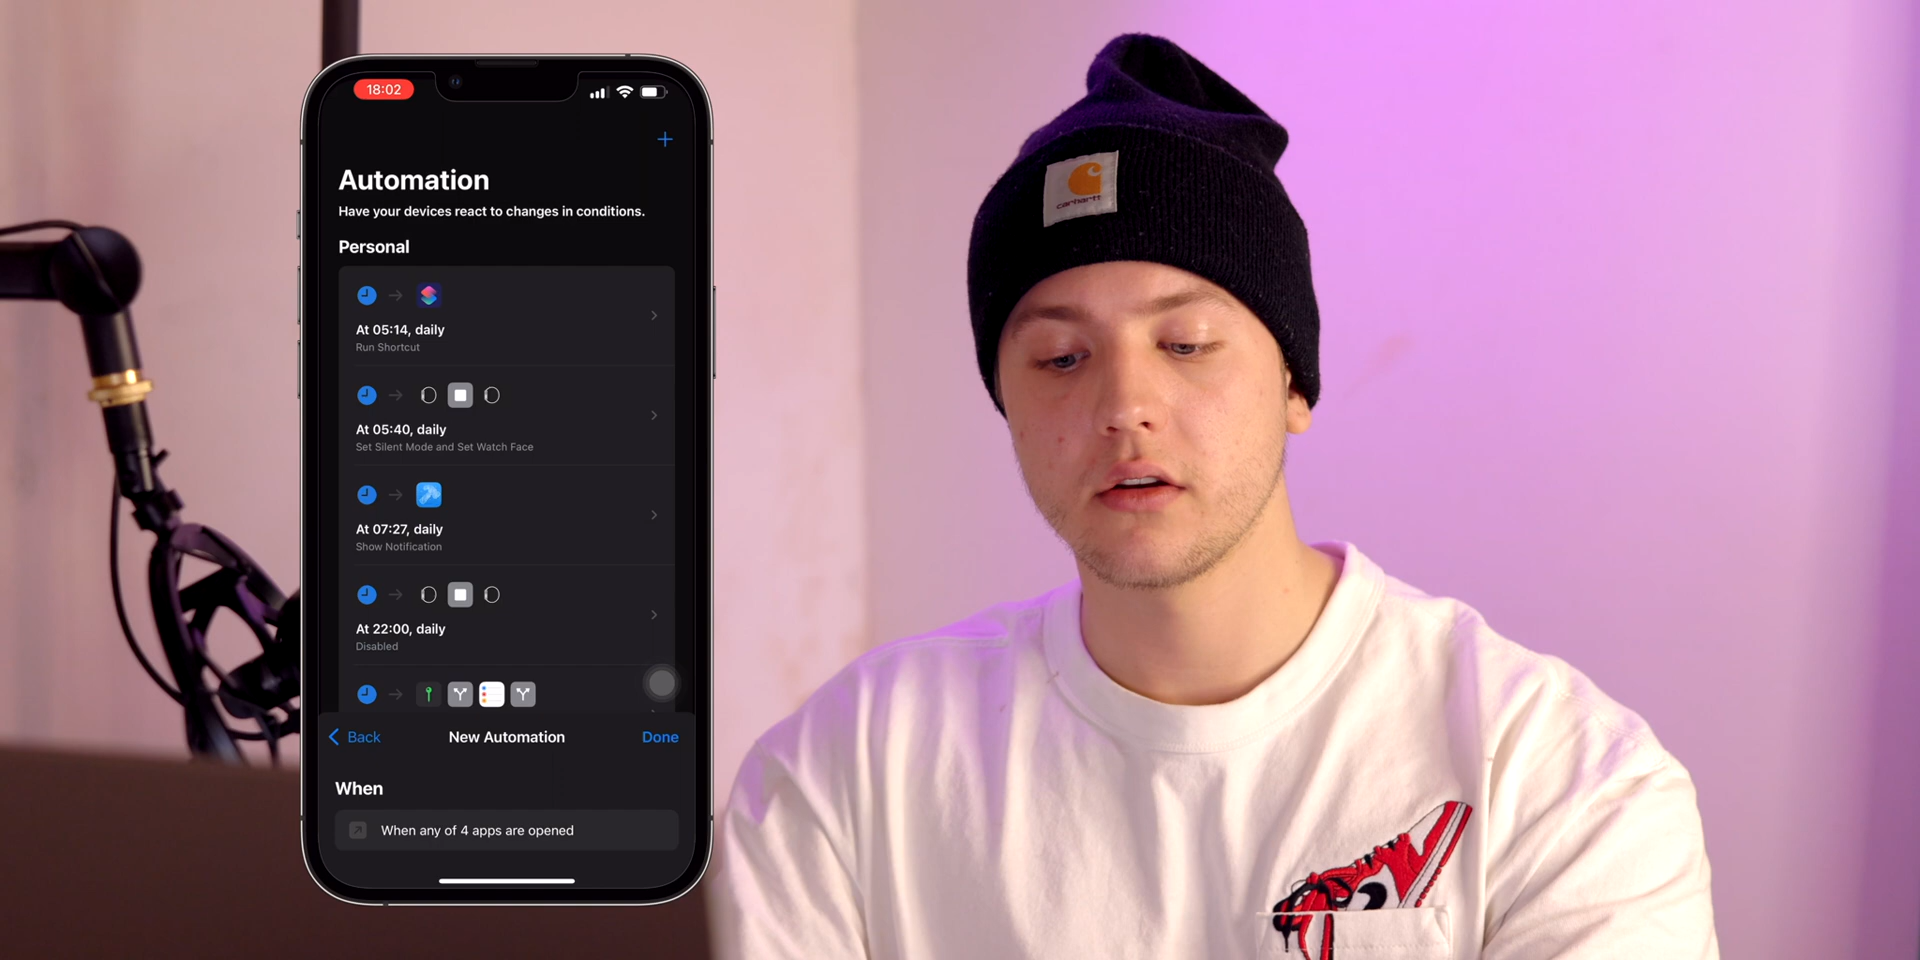 18:02
Automation
Have your devices react to changes in conditions.
Personal
At 05:14, daily
Run Shortcut
At 05:40, daily
Set Silent Mode and Set Watch Face
At 07:27, daily
Show Notification
At 22:00, daily
Disabled
Back
New Automation
Done
When
When any of 4 apps are opened
carhartt